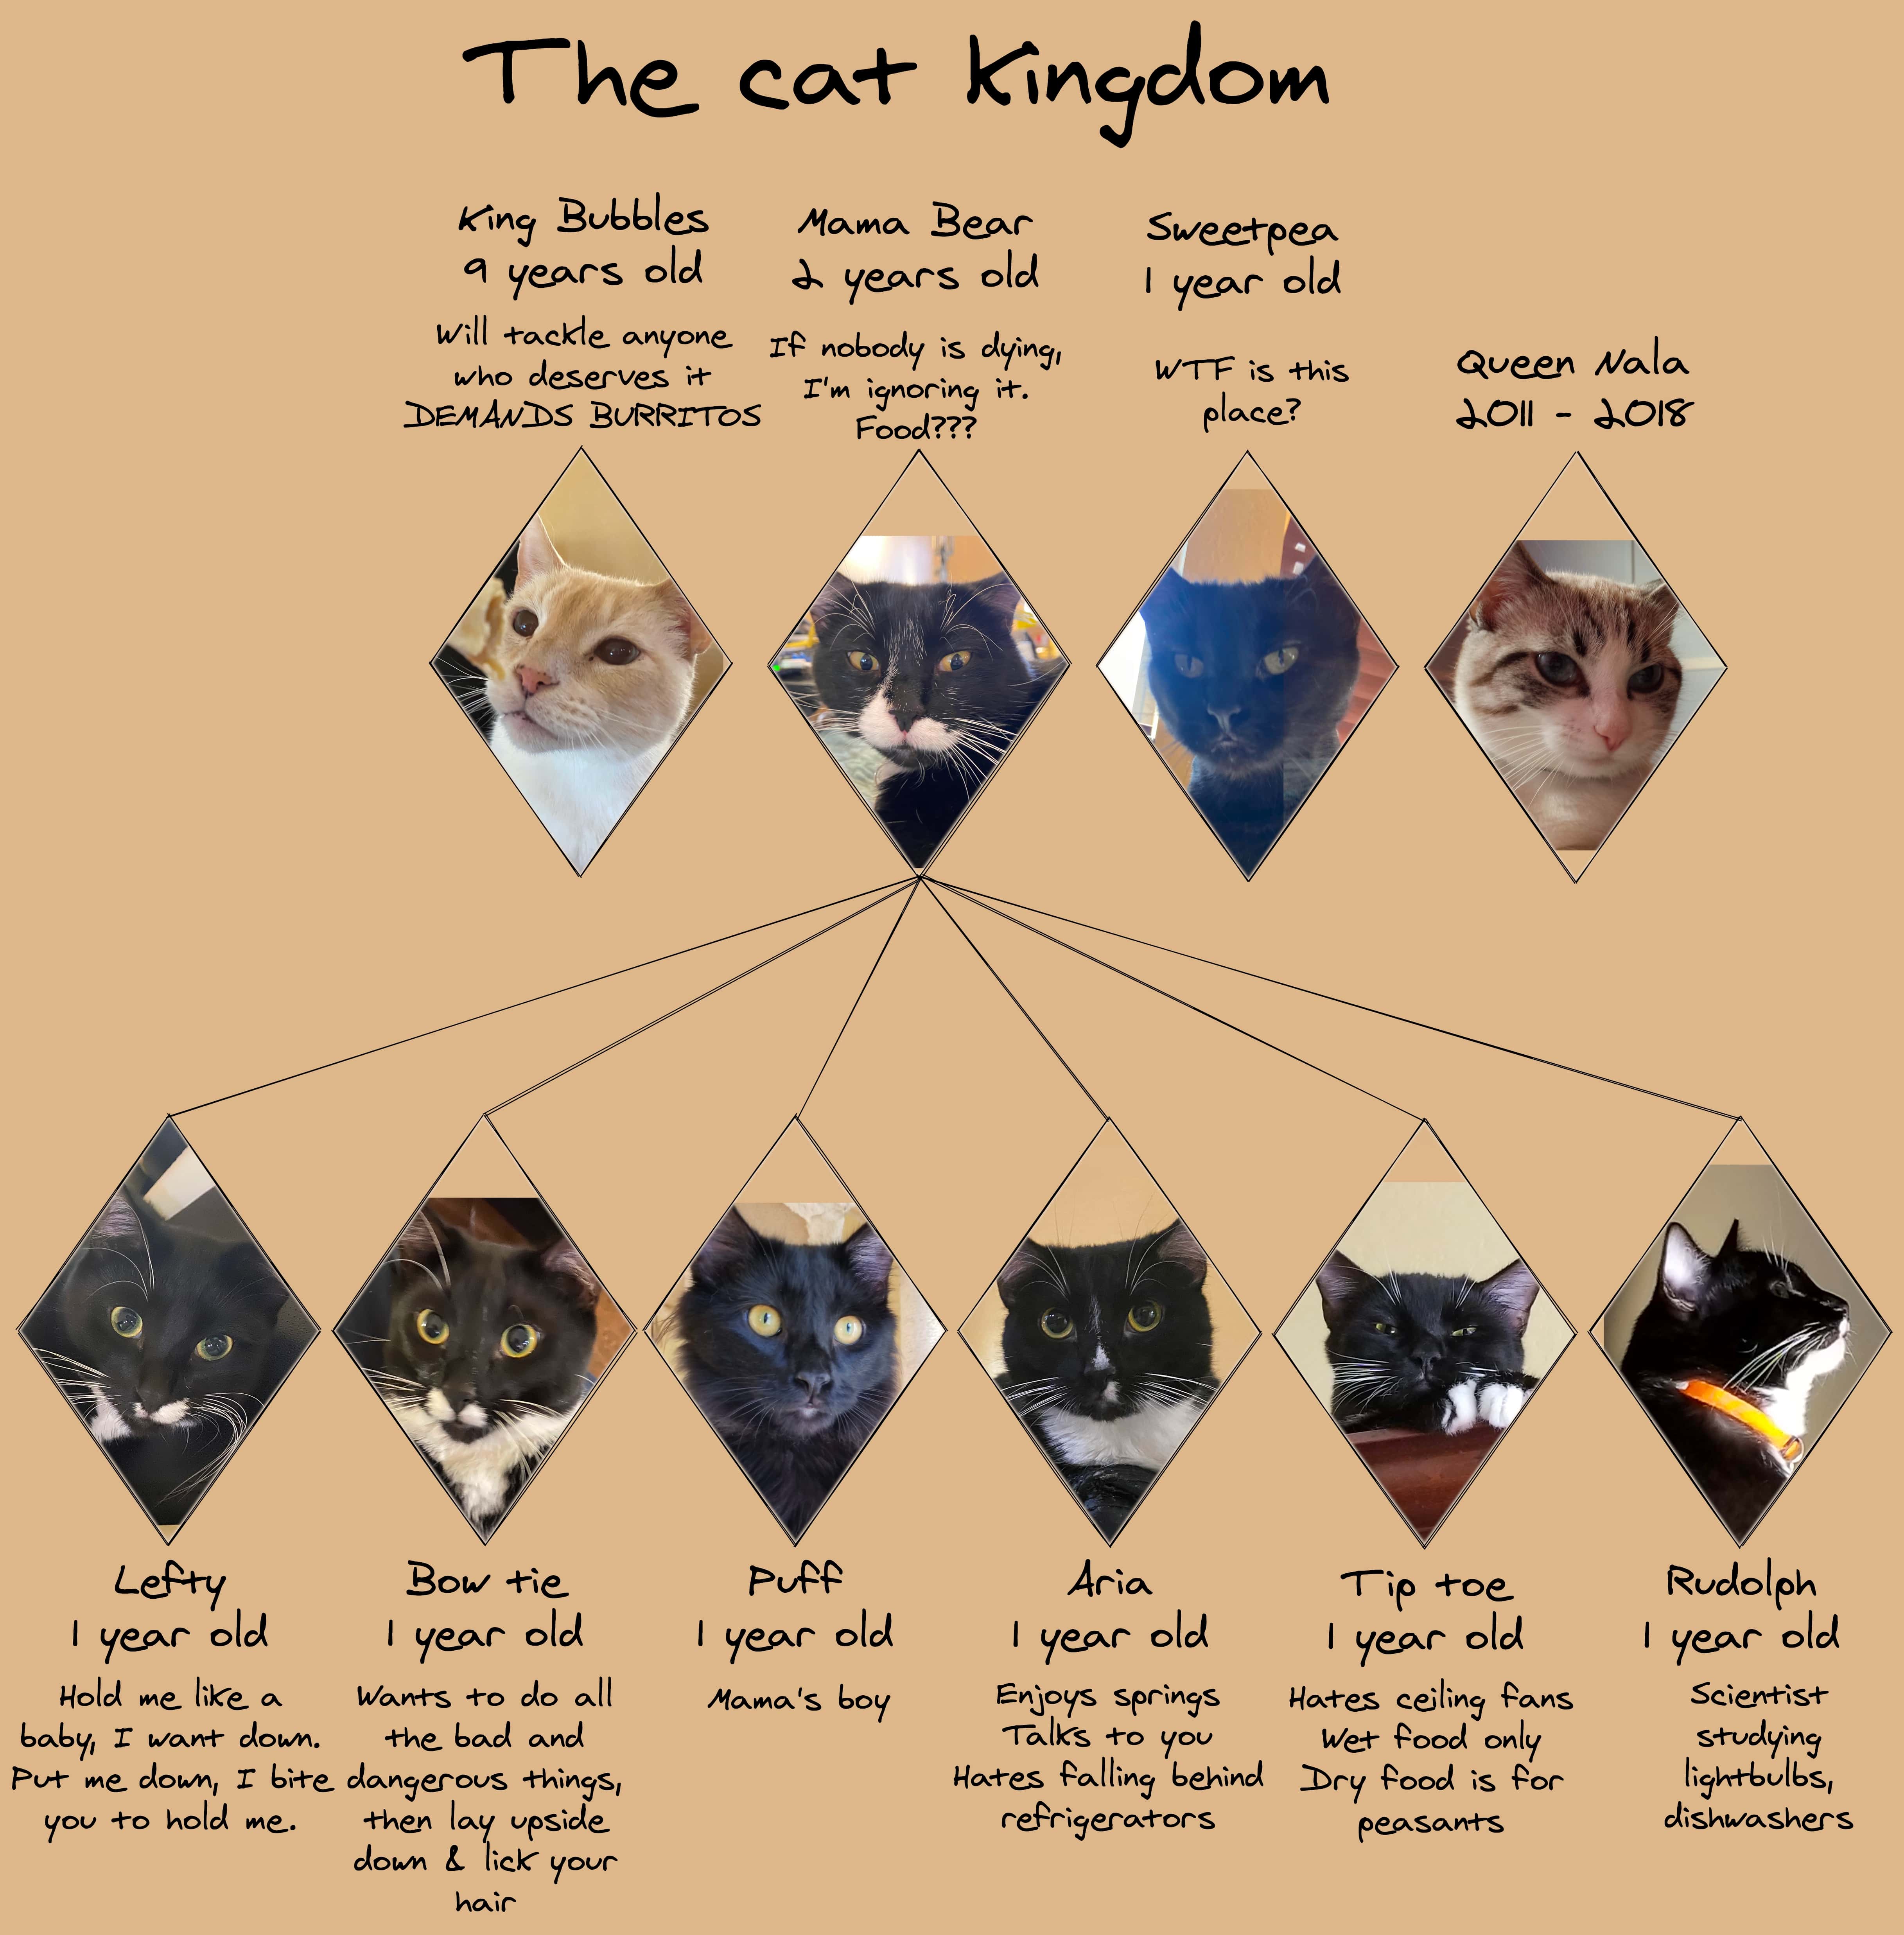 The cat Kingdom
King Bubbles
9 years old
Will tackle anyone
who deserves it
DEMANDS BURRITOS
Mama Bear
2 years old
If nobody is dying,
I'm ignoring it.
Food???
Sweetpea
1 year old
WTF is this
place?
Queen Nala
2011 - 2018
Lefty
1 year old
Hold me like a
baby, I want down.
Put me down, I bite
you to hold me.
Bow tie
1 year old
Wants to do all
the bad and
dangerous things,
then lay upside
down & lick your
hair
Puff
1 year old
Mama's boy
Aria
1 year old
Enjoys springs
Talks to you
Hates falling behind
refrigerators
Tip toe
1 year old
Hates ceiling fans
Wet food only
Dry food is for
peasants
Rudolph
1 year old
Scientist
studying
lightbulbs,
dishwashers